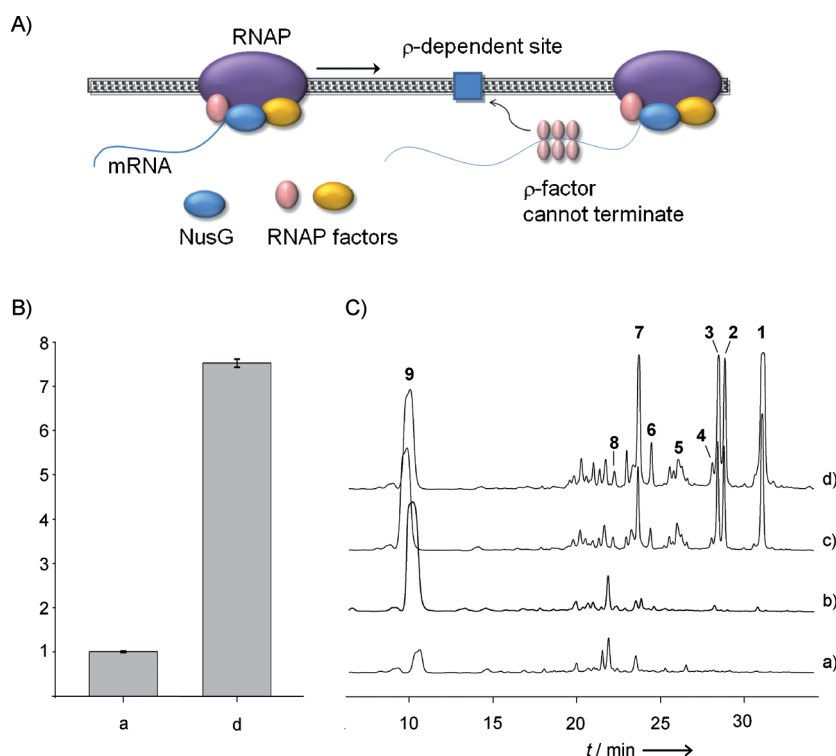 A)
RNAP
ρ-dependent site
mRNA
ρ-factor
cannot terminate
NusG
RNAP factors
B)
8
7
6
5
4
3
2
1
a
d
C)
9
7
3
2
1
8
6
5
4
d)
c)
b)
a)
10
15
20
25
30
t / min